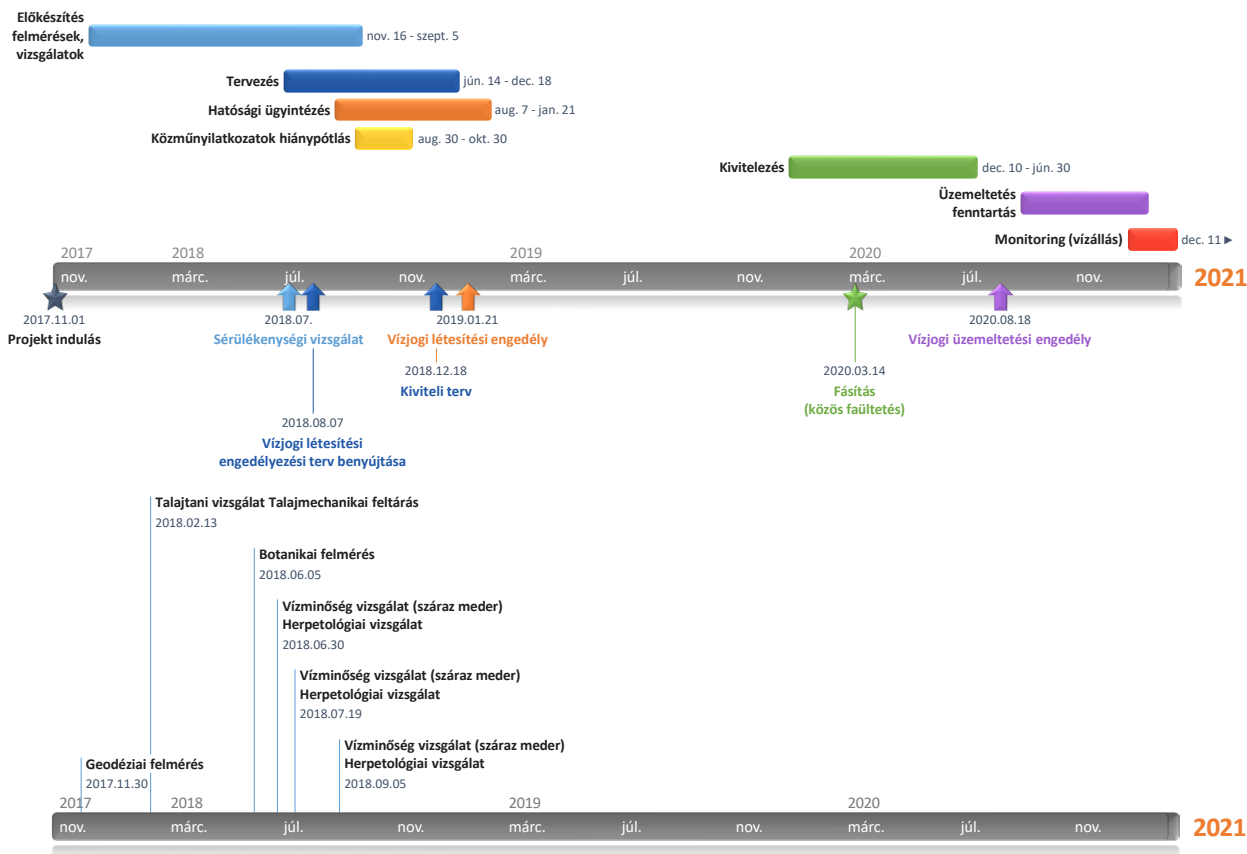 Előkészítés
felmérések,
vizsgálatok
nov. 16 - szept. 5
Tervezés
jún. 14 - dec. 18
Hatósági ügyintézés
aug. 7 - jan. 21
Közműnyilatkozatok hiánypótlás
aug. 30 - okt. 30
Kivitelezés
dec. 10 - jún. 30
Üzemeltetés
fenntartás
Monitoring (vízállás)
dec. 11 ►
2017 2018 2019 2020
nov. márc. júl. nov. márc. júl. nov. márc. júl. nov.
2021
2017.11.01
Projekt indulás
2018.07.
Sérülékenységi vizsgálat
2019.01.21
Vízjogi létesítési engedély
2018.12.18
Kiviteli terv
2018.08.07
Vízjogi létesítési
engedélyezési terv benyújtása
2020.03.14
Fásítás
(közös faültetés)
2020.08.18
Vízjogi üzemeltetési engedély
Talajtani vizsgálat Talajmechanikai feltárás
2018.02.13
Botanikai felmérés
2018.06.05
Vízminőség vizsgálat (száraz meder)
Herpetológiai vizsgálat
2018.06.30
Vízminőség vizsgálat (száraz meder)
Herpetológiai vizsgálat
2018.07.19
Vízminőség vizsgálat (száraz meder)
Herpetológiai vizsgálat
2018.09.05
Geodéziai felmérés
2017.11.30
2017 2018 2019 2020
nov. márc. júl. nov. márc. júl. nov. márc. júl. nov.
2021